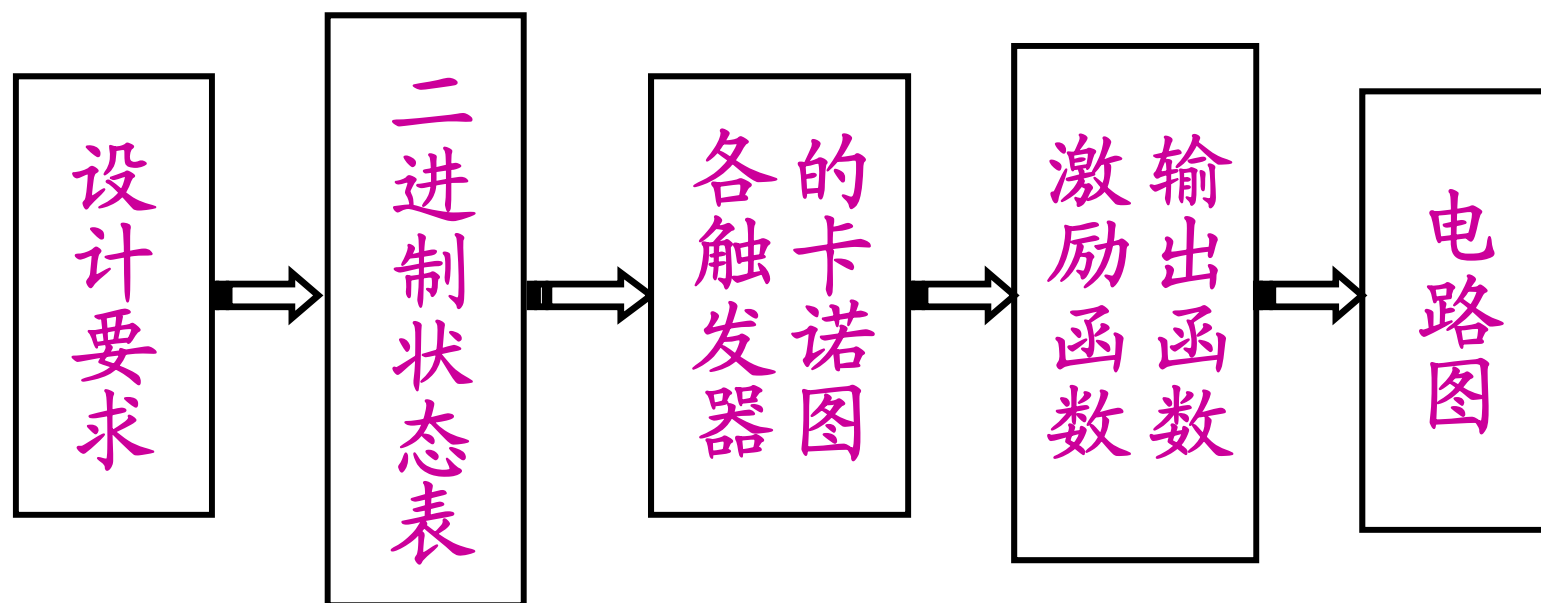 设计要求
二进制状态表
各触发器
的卡诺图
激励函数
输出函数
电路图